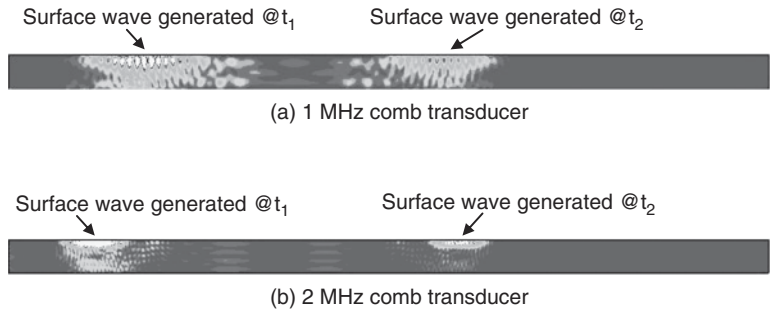 Surface wave generated @t₁ Surface wave generated @t₂
(a) 1 MHz comb transducer
Surface wave generated @t₁ Surface wave generated @t₂
(b) 2 MHz comb transducer